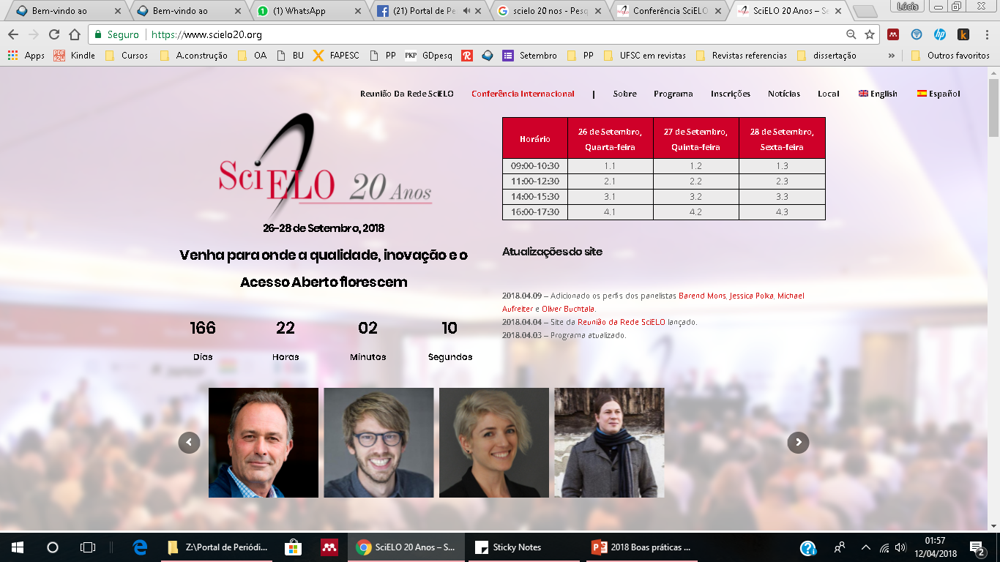 Bem-vindo ao
Bem-vindo ao
(1) WhatsApp
(21) Portal de Pe
scielo 20 nos - Pesq
Conferência SciELO
SciELO 20 Anos – Se
Lúcia
Seguro
https://www.scielo20.org
Apps
Kindle
Cursos
A.construção
OA
BU
FAPESC
PP
PKP GDpesq
Setembro
PP
UFSC em revistas
Revistas referencias
dissertação
»
Outros favoritos
Reunião Da Rede SciELO
Conferência Internacional
|
Sobre
Programa
Inscrições
Notícias
Local
English
Español
SciELO 20 Anos
26-28 de Setembro, 2018
Venha para onde a qualidade, inovação e o
Acesso Aberto florescem
166 22 02 10
Dias Horas Minutos Segundos
Horário 26 de Setembro, Quarta-feira 27 de Setembro, Quinta-feira 28 de Setembro, Sexta-feira
09:00-10:30 1.1 1.2 1.3
11:00-12:30 2.1 2.2 2.3
14:00-15:30 3.1 3.2 3.3
16:00-17:30 4.1 4.2 4.3
Atualizações do site
2018.04.09 – Adicionado os perfis dos panelistas Barend Mons, Jessica Polka, Michael
Aufreiter e Oliver Buchtala.
2018.04.04 – Site da Reunião da Rede SciELO lançado.
2018.04.03 – Programa atualizado.
Z:\Portal de Periódi...
SciELO 20 Anos – S...
Sticky Notes
2018 Boas práticas ...
01:57
12/04/2018
2